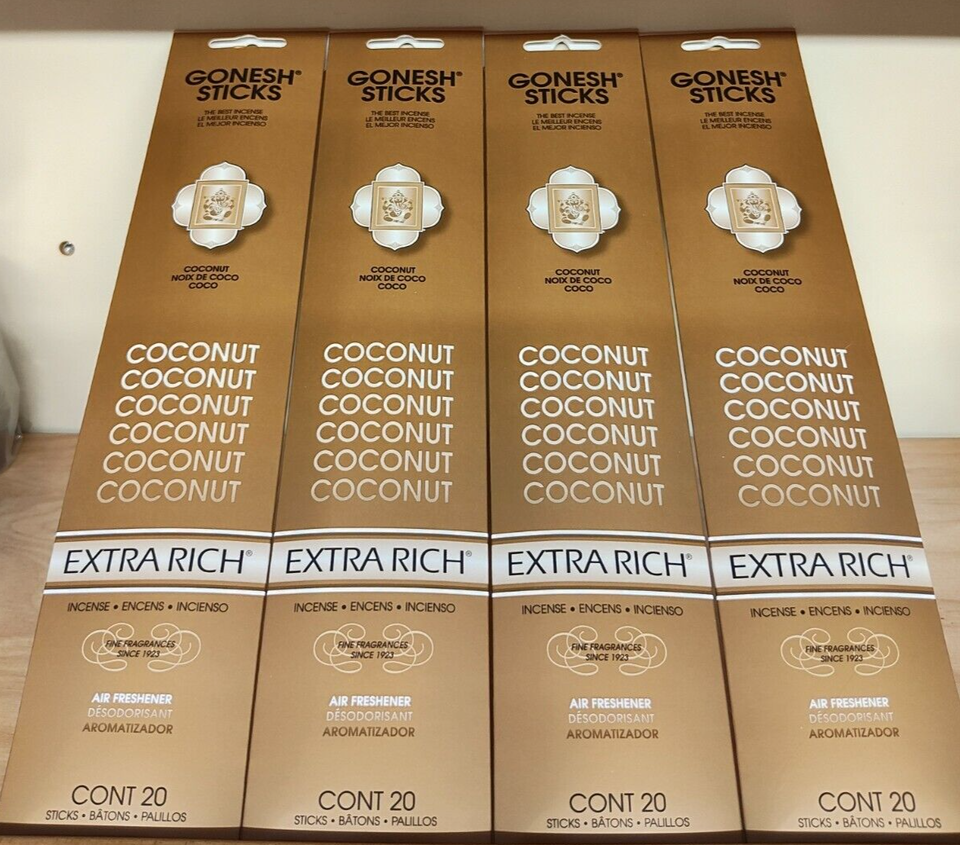 GONESH®
STICKS
THE BEST INCENSE
LE MEILLEUR ENCENS
EL MEJOR INCIENSO
COCONUT
NOIX DE COCO
COCO
COCONUT
COCONUT
COCONUT
COCONUT
COCONUT
COCONUT
EXTRA RICH®
INCENSE • ENCENS • INCIENSO
FINE FRAGRANCES
SINCE 1923
AIR FRESHENER
DÉSODORISANT
AROMATIZADOR
CONT 20
STICKS • BÂTONS • PALILLOS
GONESH®
STICKS
THE BEST INCENSE
LE MEILLEUR ENCENS
EL MEJOR INCIENSO
COCONUT
NOIX DE COCO
COCO
COCONUT
COCONUT
COCONUT
COCONUT
COCONUT
COCONUT
EXTRA RICH®
INCENSE • ENCENS • INCIENSO
FINE FRAGRANCES
SINCE 1923
AIR FRESHENER
DÉSODORISANT
AROMATIZADOR
CONT 20
STICKS • BÂTONS • PALILLOS
GONESH®
STICKS
THE BEST INCENSE
LE MEILLEUR ENCENS
EL MEJOR INCIENSO
COCONUT
NOIX DE COCO
COCO
COCONUT
COCONUT
COCONUT
COCONUT
COCONUT
COCONUT
EXTRA RICH®
INCENSE • ENCENS • INCIENSO
FINE FRAGRANCES
SINCE 1923
AIR FRESHENER
DÉSODORISANT
AROMATIZADOR
CONT 20
STICKS • BÂTONS • PALILLOS
GONESH®
STICKS
THE BEST INCENSE
LE MEILLEUR ENCENS
EL MEJOR INCIENSO
COCONUT
NOIX DE COCO
COCO
COCONUT
COCONUT
COCONUT
COCONUT
COCONUT
COCONUT
EXTRA RICH®
INCENSE • ENCENS • INCIENSO
FINE FRAGRANCES
SINCE 1923
AIR FRESHENER
DÉSODORISANT
AROMATIZADOR
CONT 20
STICKS • BÂTONS • PALILLOS